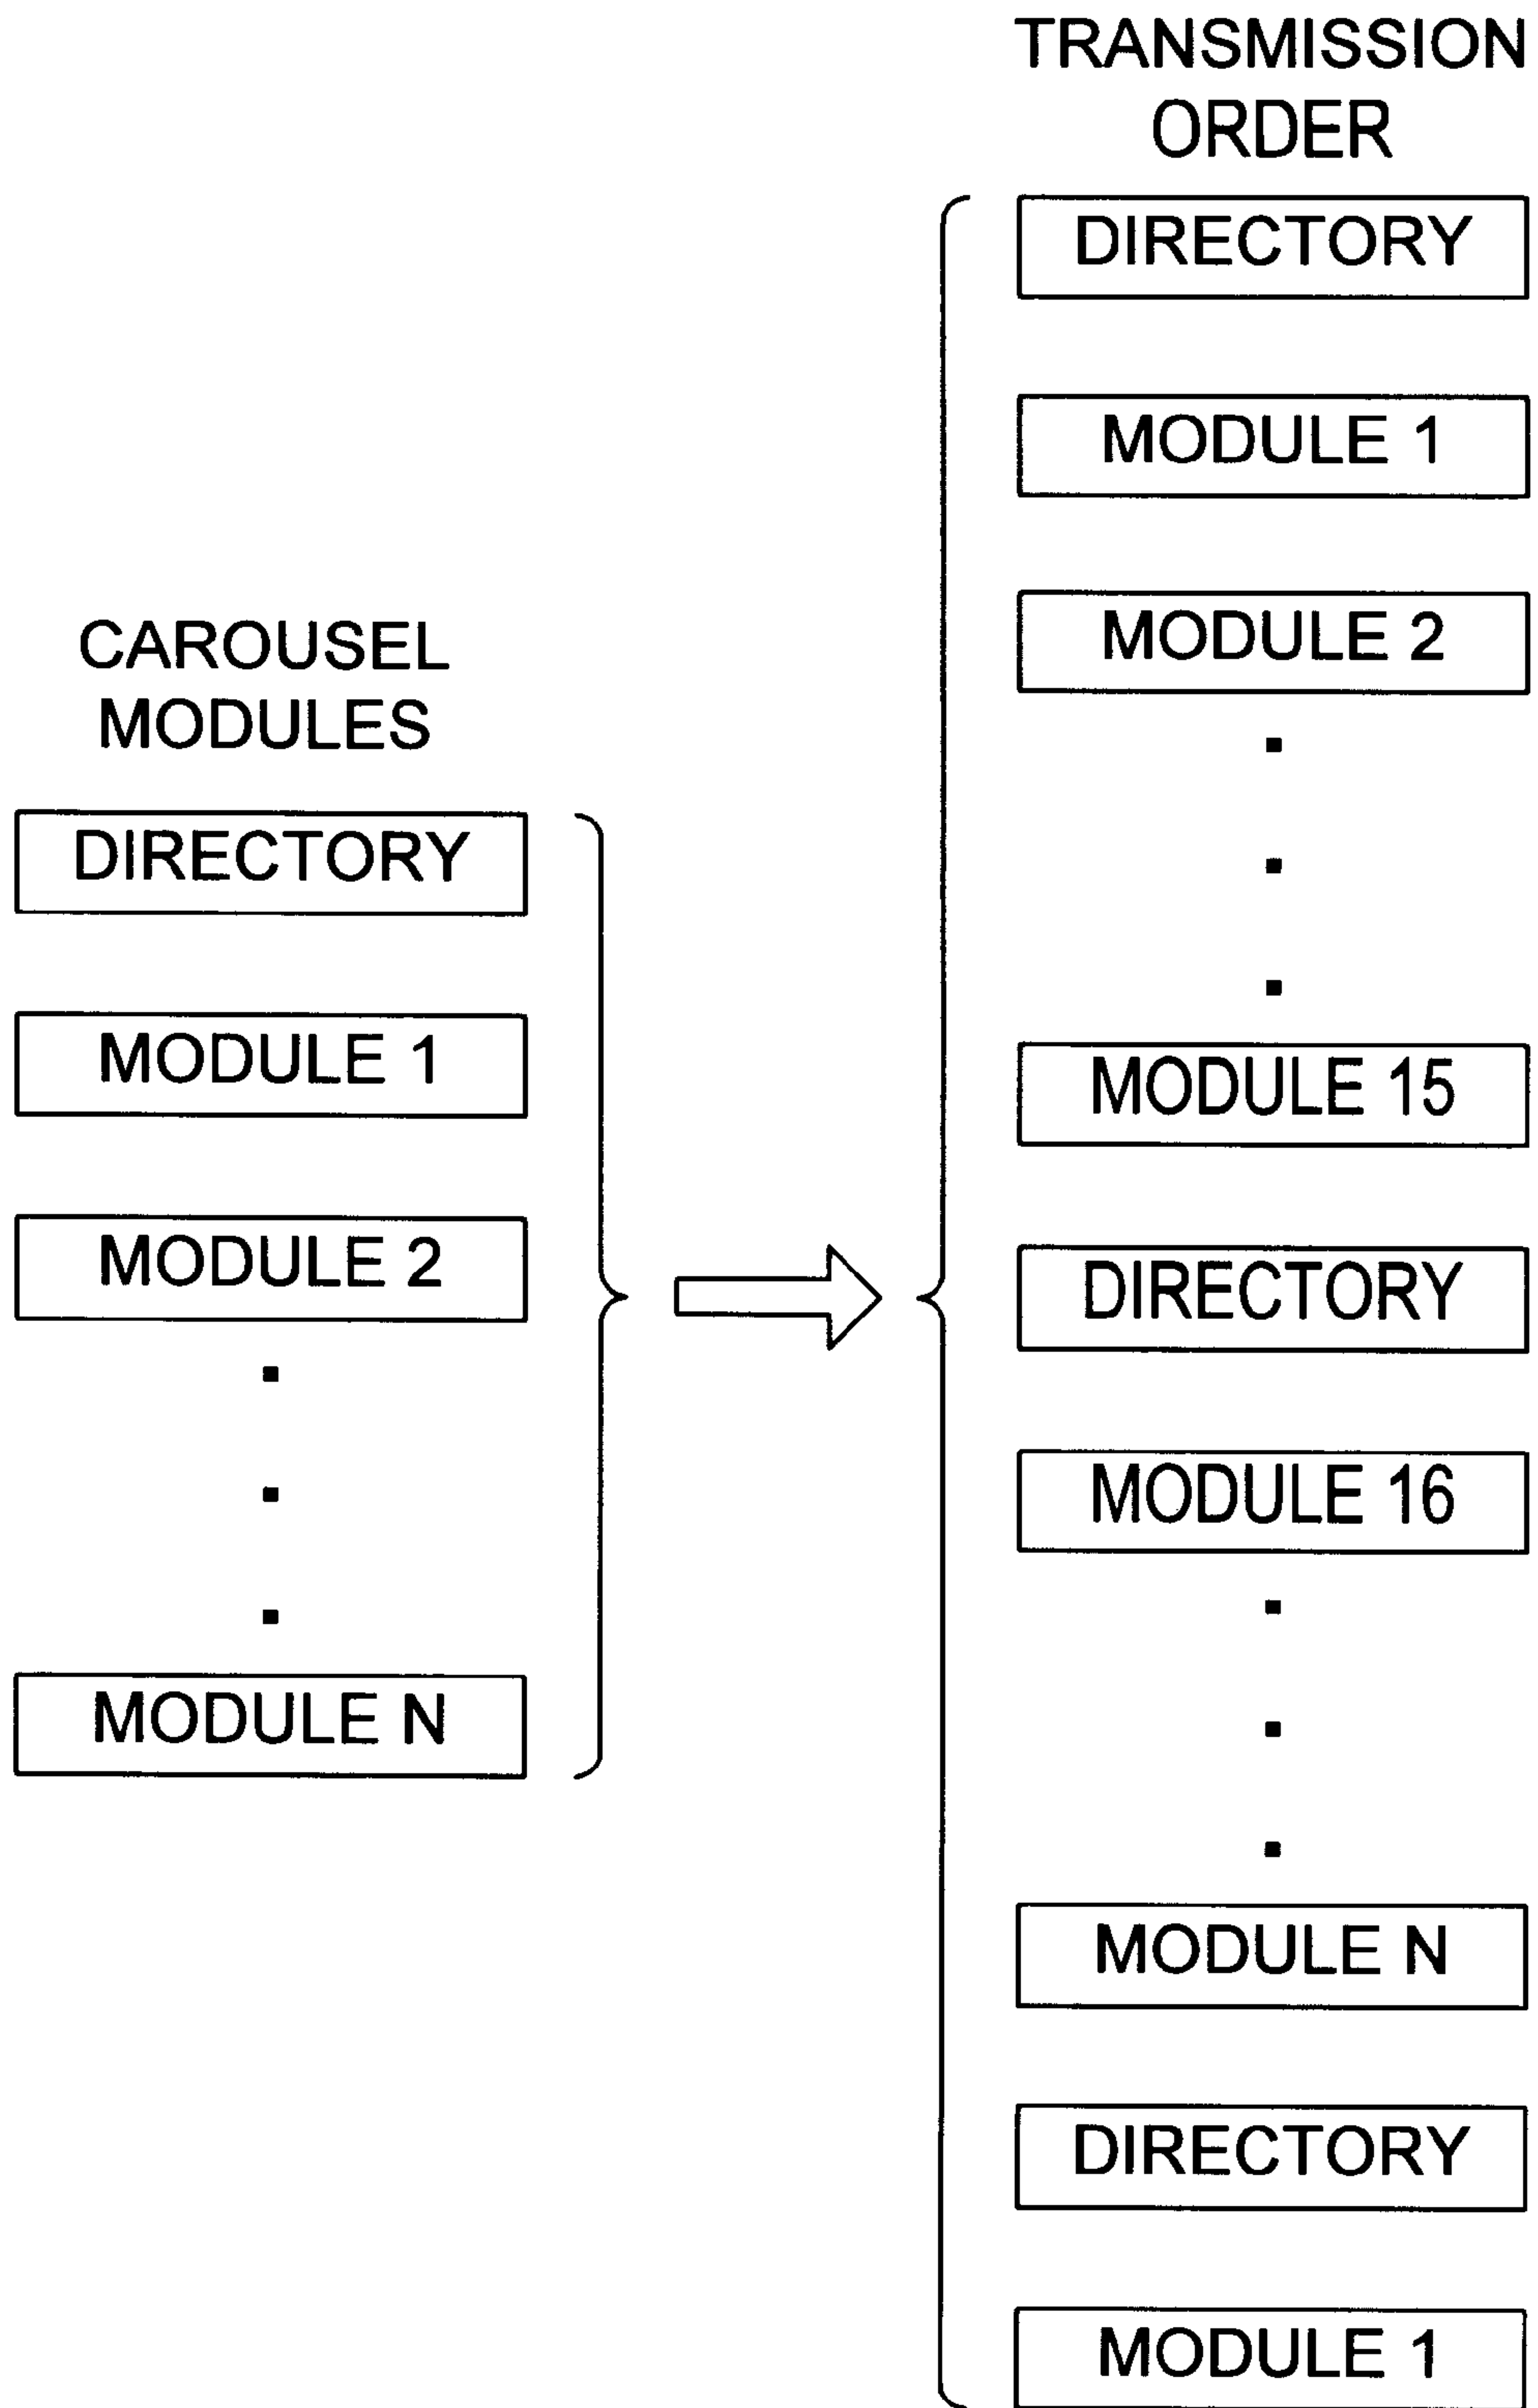 CAROUSEL
MODULES
DIRECTORY
MODULE 1
MODULE 2
MODULE N
TRANSMISSION
ORDER
DIRECTORY
MODULE 1
MODULE 2
MODULE 15
DIRECTORY
MODULE 16
MODULE N
DIRECTORY
MODULE 1